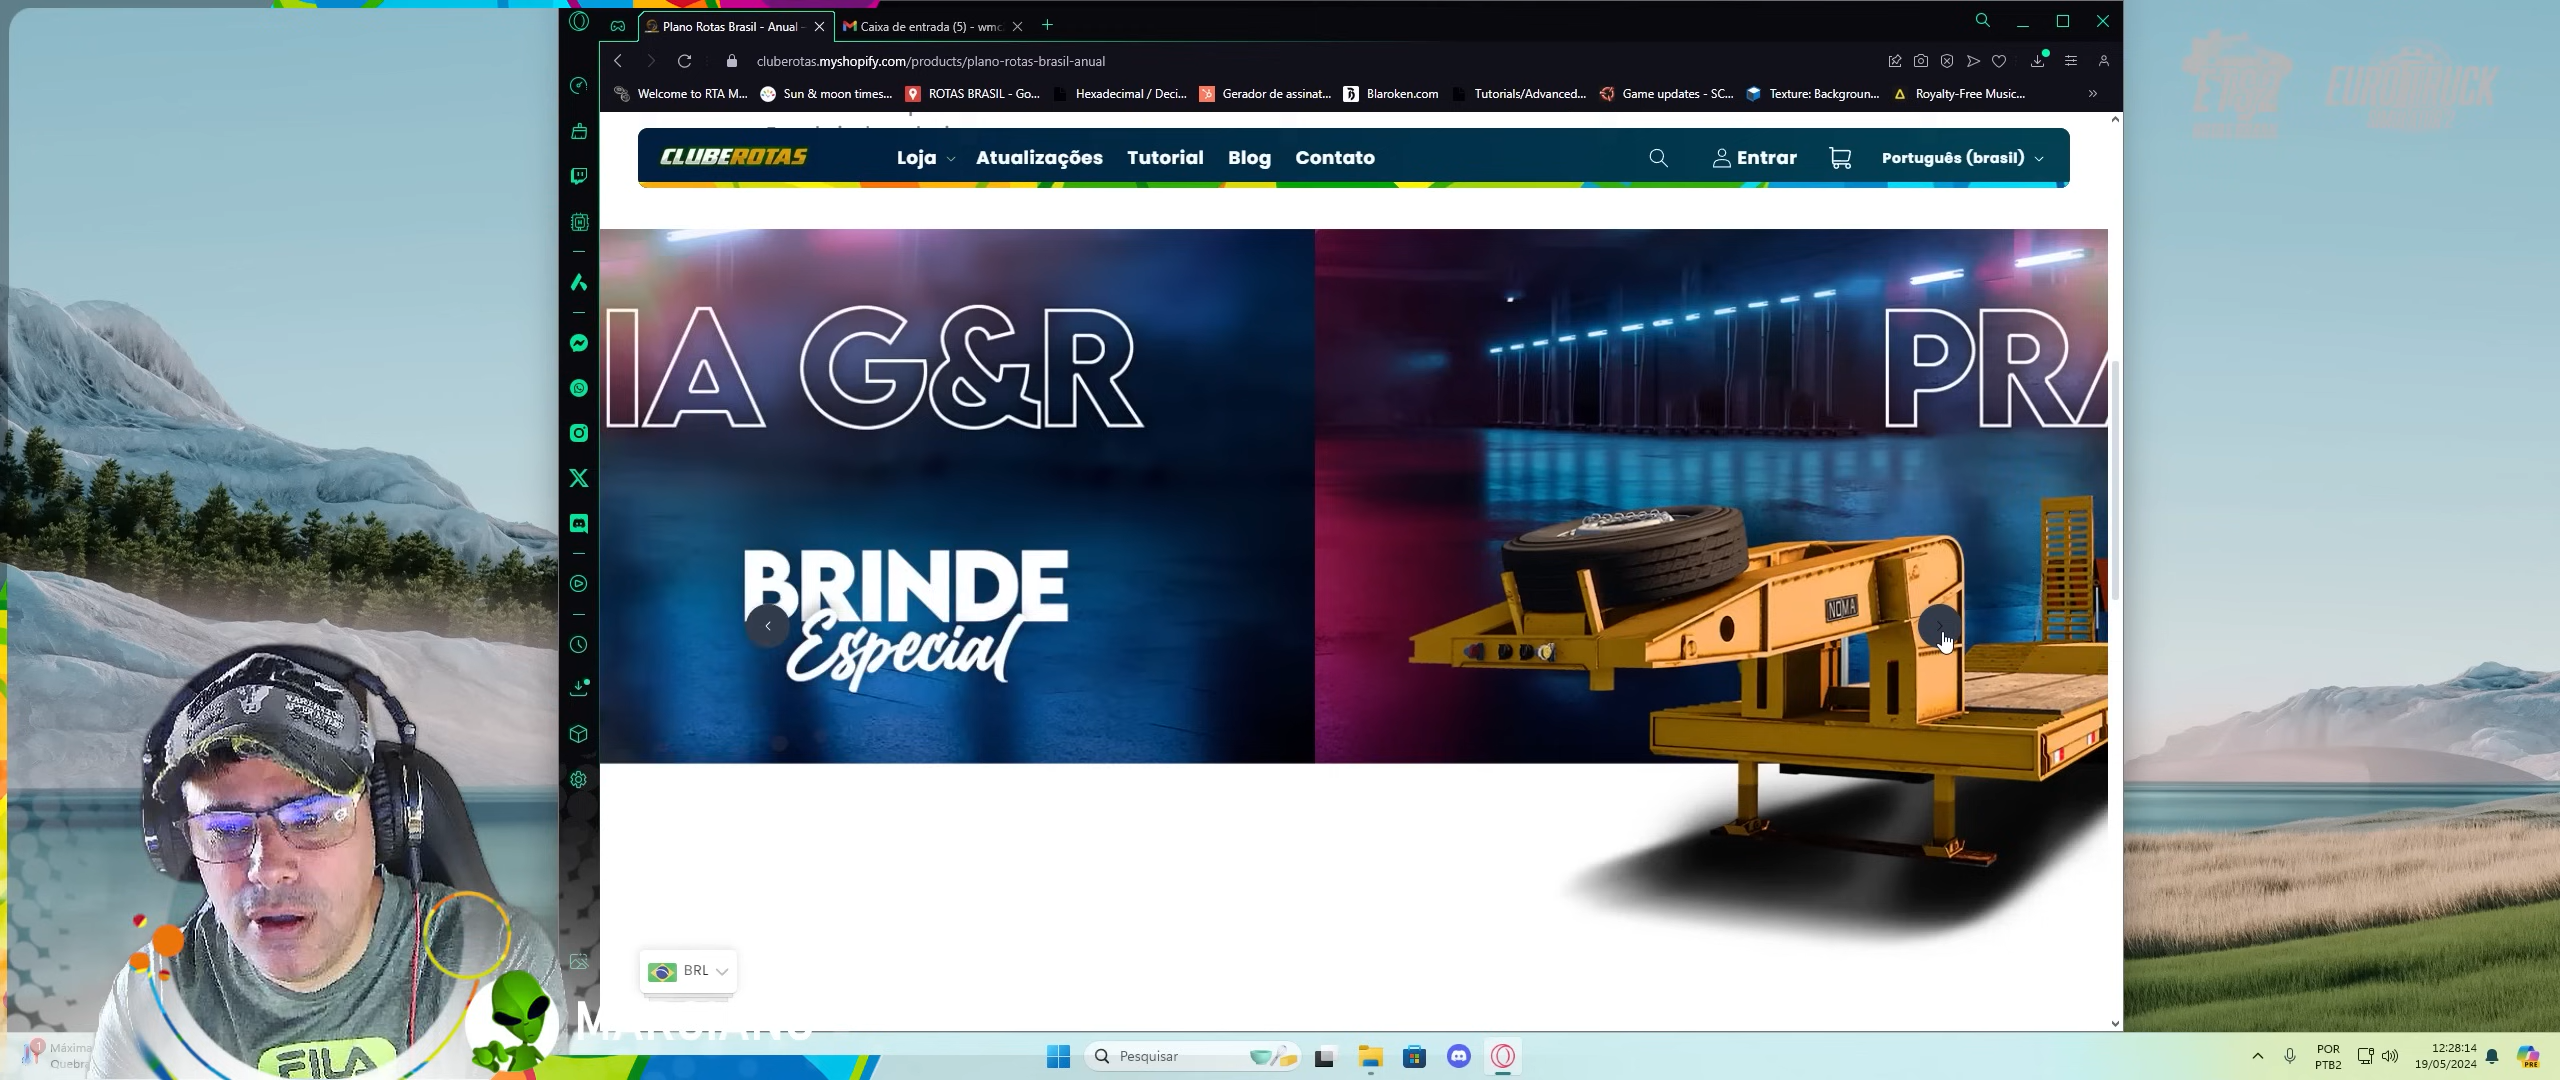 Plano Rotas Brasil - Anual -
Caixa de entrada (5) - wmc
cluberotas.myshopify.com/products/plano-rotas-brasil-anual
Welcome to RTA M...
Sun & moon times...
ROTAS BRASIL - Go...
Hexadecimal / Deci...
Gerador de assinat...
Blaroken.com
Tutorials/Advanced...
Game updates - SC...
Texture: Backgroun...
Royalty-Free Music...
CLUBEROTAS
Loja
Atualizações
Tutorial
Blog
Contato
Entrar
Português (brasil)
IA G&R
PRA
BRINDE
Especial
NOMA
BRL
FILA
Máxima
Quebra
Pesquisar
POR
PTB2
12:28:14
19/05/2024
PRE